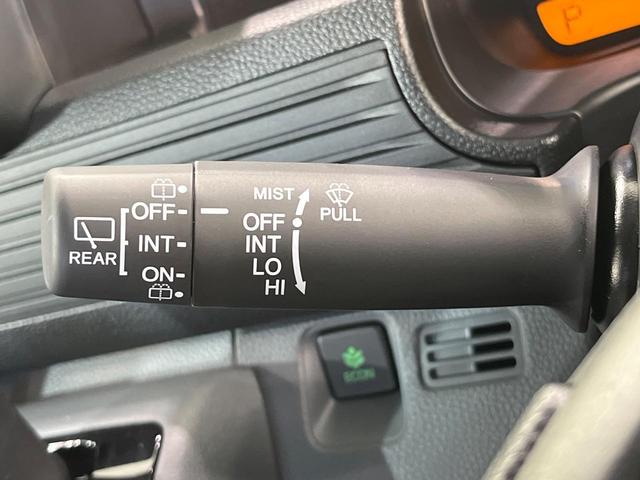 P
MIST
PULL
OFF
INT
LO
HI
REAR
OFF
INT
ON
ECON